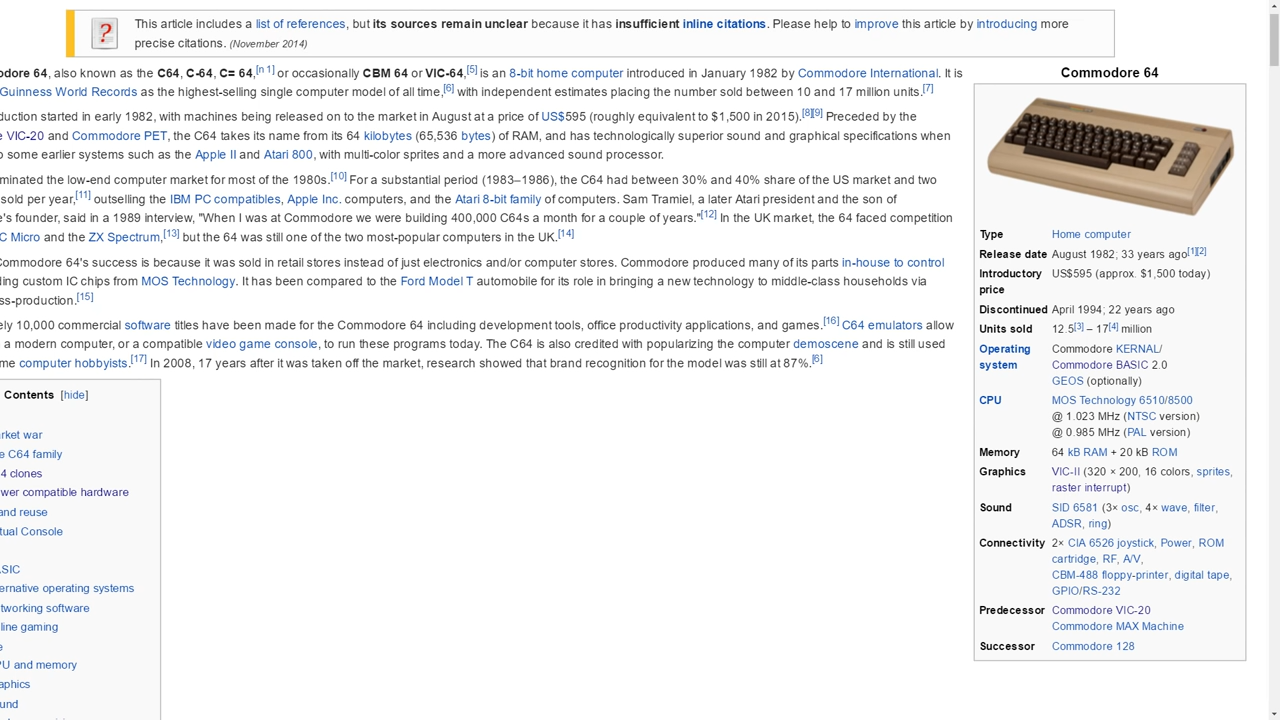 This article includes a list of references, but its sources remain unclear because it has insufficient inline citations. Please help to improve this article by introducing more
precise citations. (November 2014)
odore 64, also known as the C64, C-64, C= 64,[n 1] or occasionally CBM 64 or VIC-64,[5] is an 8-bit home computer introduced in January 1982 by Commodore International. It is
Guinness World Records as the highest-selling single computer model of all time,[6] with independent estimates placing the number sold between 10 and 17 million units.[7]
duction started in early 1982, with machines being released on to the market in August at a price of US$595 (roughly equivalent to $1,500 in 2015).[8][9] Preceded by the
e VIC-20 and Commodore PET, the C64 takes its name from its 64 kilobytes (65,536 bytes) of RAM, and has technologically superior sound and graphical specifications when
o some earlier systems such as the Apple II and Atari 800, with multi-color sprites and a more advanced sound processor.
minated the low-end computer market for most of the 1980s.[10] For a substantial period (1983–1986), the C64 had between 30% and 40% share of the US market and two
sold per year,[11] outselling the IBM PC compatibles, Apple Inc. computers, and the Atari 8-bit family of computers. Sam Tramiel, a later Atari president and the son of
e's founder, said in a 1989 interview, "When I was at Commodore we were building 400,000 C64s a month for a couple of years."[12] In the UK market, the 64 faced competition
C Micro and the ZX Spectrum,[13] but the 64 was still one of the two most-popular computers in the UK.[14]
Commodore 64's success is because it was sold in retail stores instead of just electronics and/or computer stores. Commodore produced many of its parts in-house to control
ing custom IC chips from MOS Technology. It has been compared to the Ford Model T automobile for its role in bringing a new technology to middle-class households via
ss-production.[15]
ely 10,000 commercial software titles have been made for the Commodore 64 including development tools, office productivity applications, and games.[16] C64 emulators allow
a modern computer, or a compatible video game console, to run these programs today. The C64 is also credited with popularizing the computer demoscene and is still used
me computer hobbyists.[17] In 2008, 17 years after it was taken off the market, research showed that brand recognition for the model was still at 87%.[6]
Contents [hide]
rket war
e C64 family
4 clones
wer compatible hardware
and reuse
tual Console
ASIC
ernative operating systems
tworking software
line gaming
e
PU and memory
aphics
und
Commodore 64
Type Home computer
Release date August 1982; 33 years ago[1][2]
Introductory US$595 (approx. $1,500 today)
price
Discontinued April 1994; 22 years ago
Units sold 12.5[3] – 17[4] million
Operating Commodore KERNAL/
system Commodore BASIC 2.0
GEOS (optionally)
CPU MOS Technology 6510/8500
@ 1.023 MHz (NTSC version)
@ 0.985 MHz (PAL version)
Memory 64 kB RAM + 20 kB ROM
Graphics VIC-II (320 × 200, 16 colors, sprites,
raster interrupt)
Sound SID 6581 (3× osc, 4× wave, filter,
ADSR, ring)
Connectivity 2× CIA 6526 joystick, Power, ROM
cartridge, RF, A/V,
CBM-488 floppy-printer, digital tape,
GPIO/RS-232
Predecessor Commodore VIC-20
Commodore MAX Machine
Successor Commodore 128